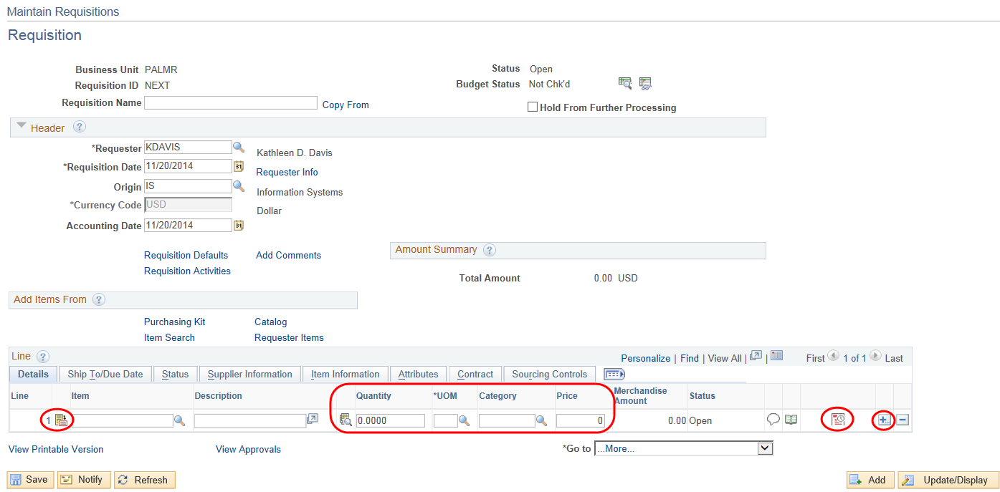 Maintain Requisitions
Requisition
Business Unit PALMR Status Open
Requisition ID NEXT Budget Status Not Chk'd
Requisition Name Copy From Hold From Further Processing
Header
*Requester KDAVIS Kathleen D. Davis
*Requisition Date 11/20/2014 31 Requester Info
Origin IS Information Systems
*Currency Code USD Dollar
Accounting Date 11/20/2014 31
Requisition Defaults Add Comments Amount Summary
Requisition Activities
Total Amount 0.00 USD
Add Items From
Purchasing Kit Catalog
Item Search Requester Items
Line Personalize | Find | View All | | First 1 of 1 Last
Details Ship To/Due Date Status Supplier Information Item Information Attributes Contract Sourcing Controls
Line Item Description Quantity *UOM Category Price Merchandise Amount Status
1 0.0000 0 0.00 Open
View Printable Version View Approvals *Go to ...More...
Save Notify Refresh Add Update/Display